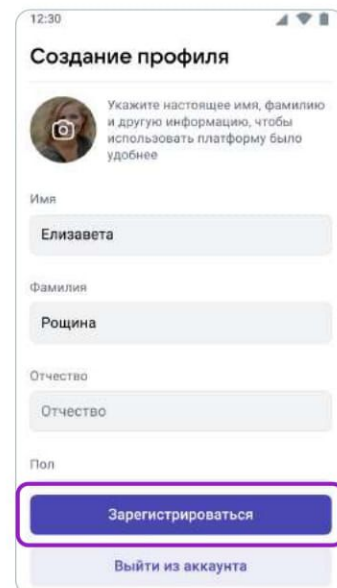 12:30
Создание профиля
Укажите настоящее имя, фамилию
и другую информацию, чтобы
использовать платформу было
удобнее
Имя
Елизавета
Фамилия
Рощина
Отчество
Отчество
Пол
Зарегистрироваться
Выйти из аккаунта